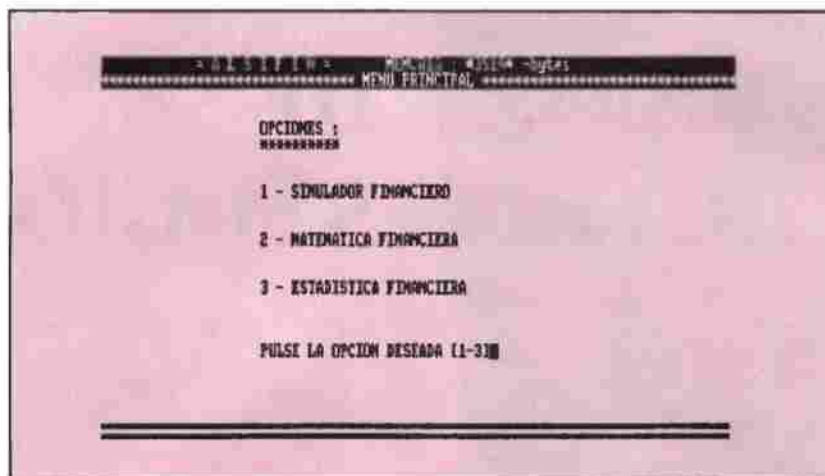 MENU PRINCIPAL
OPCIONES :
1 - SIMULADOR FINANCIERO
2 - MATEMATICA FINANCIERA
3 - ESTADISTICA FINANCIERA
PULSE LA OPCION DESEADA [1-3]